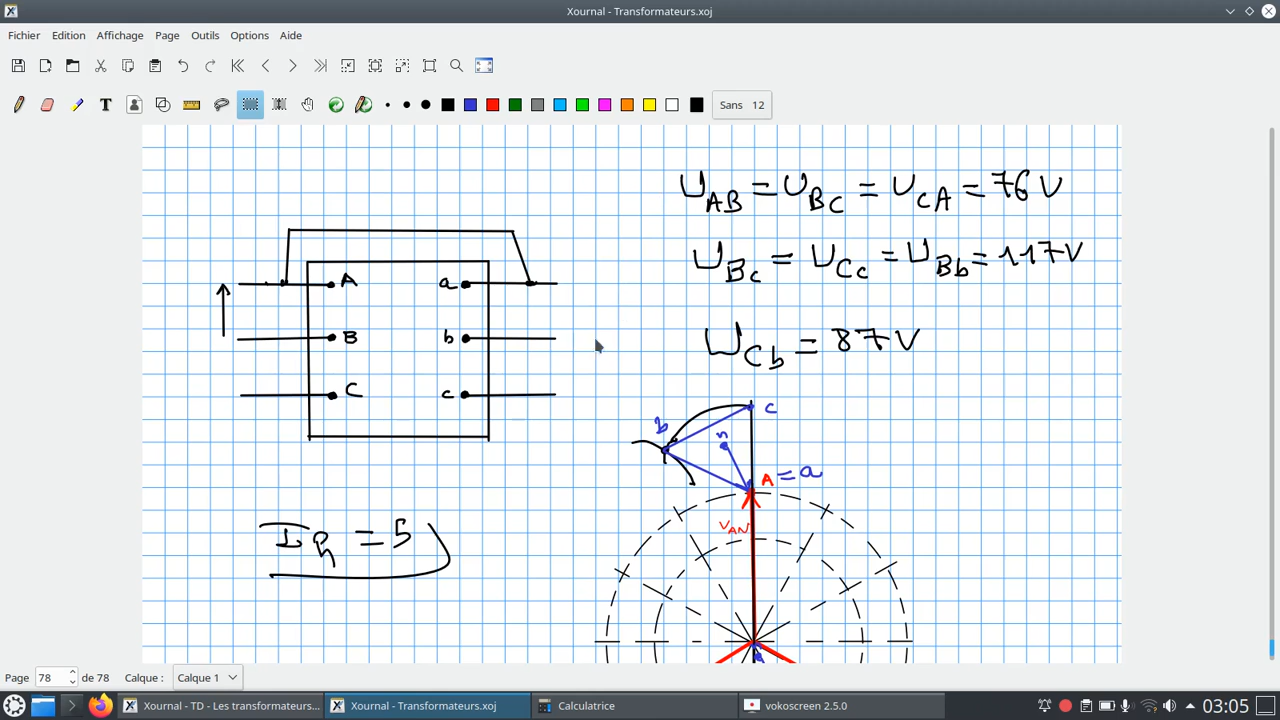 Xournal - Transformateurs.xoj
Fichier Edition Affichage Page Outils Options Aide
Sans 12
U_AB = U_BC = U_CA = 76 V
U_Bc = U_Cc = U_Bb = 117 V
U_Cb = 87 V
A a
B b
C c
b c
n
A = a
V_AN
Ih = 5
Page 78 de 78 Calque : Calque 1
Xournal - TD - Les transformateurs... Xournal - Transformateurs.xoj Calculatrice vokoscreen 2.5.0 03:05